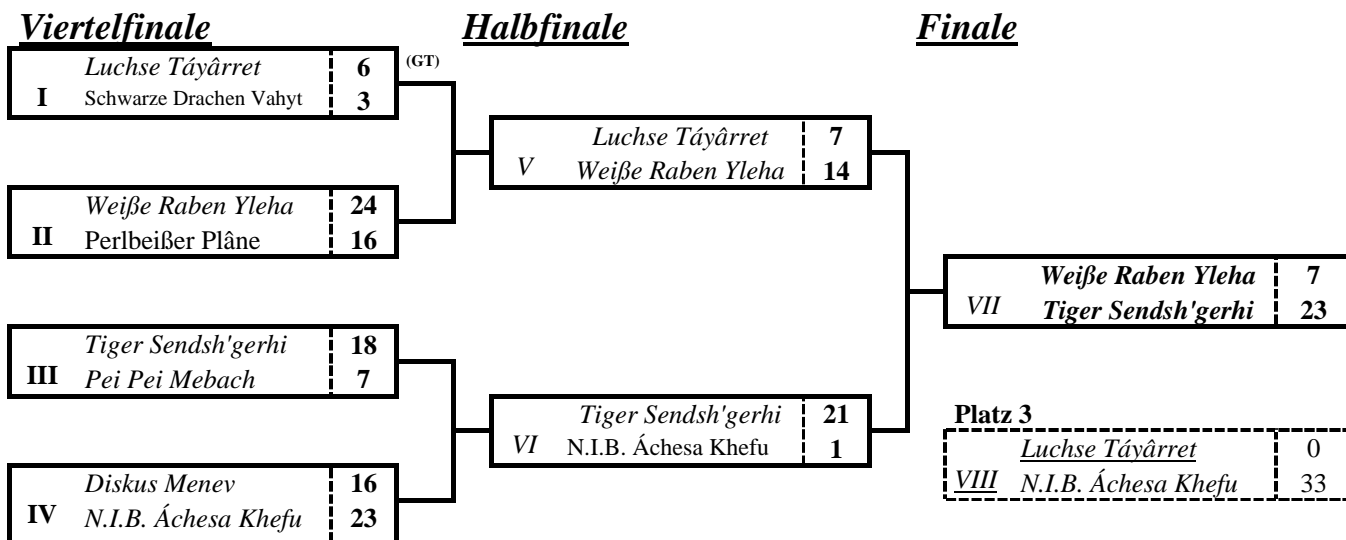 Viertelfinale Halbfinale Finale
Luchse Táyârret 6 (GT)
I Schwarze Drachen Vahyt 3
Luchse Táyârret 7
V Weiße Raben Yleha 14
Weiße Raben Yleha 24
II Perlbeißer Plâne 16
Weiße Raben Yleha 7
VII Tiger Sendsh'gerhi 23
Tiger Sendsh'gerhi 18
III Pei Pei Mebach 7
Tiger Sendsh'gerhi 21
VI N.I.B. Áchesa Khefu 1
Platz 3
Luchse Táyârret 0
VIII N.I.B. Áchesa Khefu 33
Diskus Menev 16
IV N.I.B. Áchesa Khefu 23